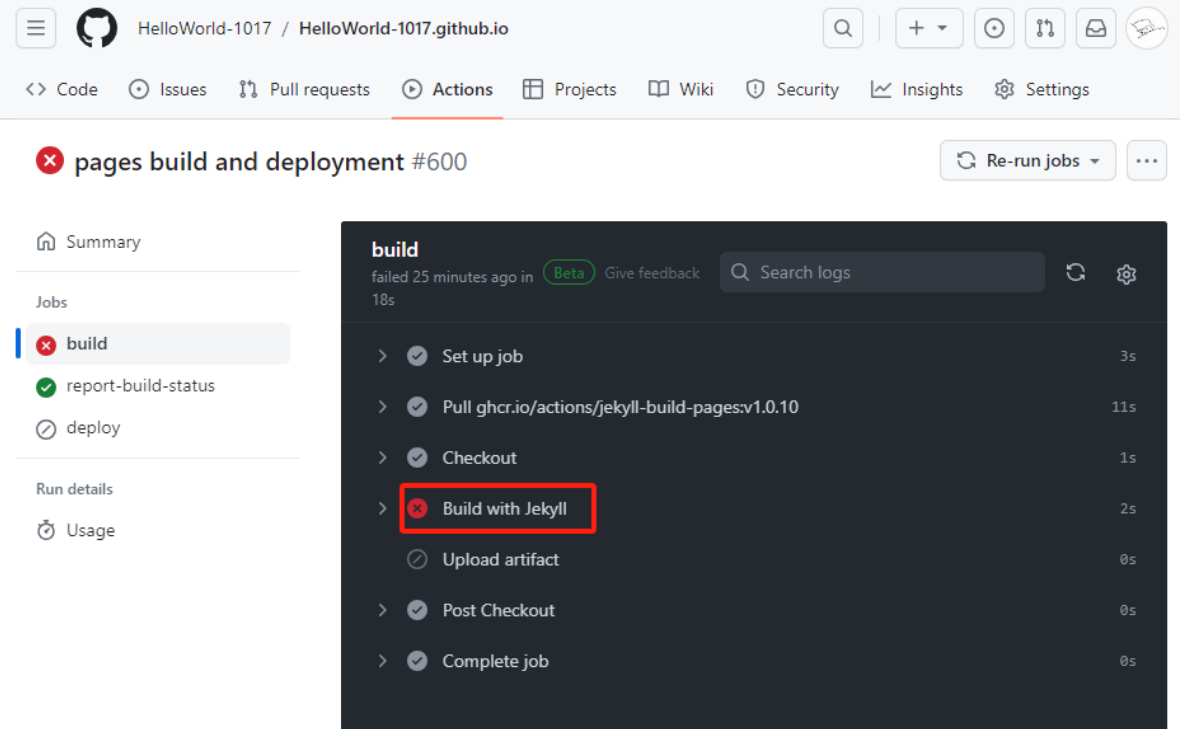 HelloWorld-1017 / HelloWorld-1017.github.io
Code Issues Pull requests Actions Projects Wiki Security Insights Settings
pages build and deployment #600
Re-run jobs
Summary
Jobs
build
report-build-status
deploy
Run details
Usage
build
failed 25 minutes ago in
18s
Beta
Give feedback
Search logs
Set up job 3s
Pull ghcr.io/actions/jekyll-build-pages:v1.0.10 11s
Checkout 1s
Build with Jekyll 2s
Upload artifact 0s
Post Checkout 0s
Complete job 0s